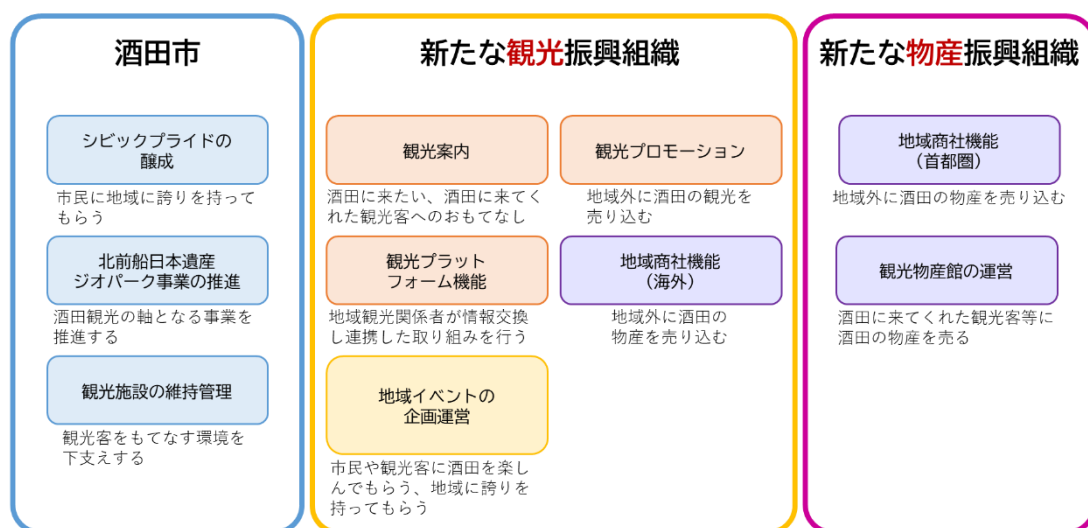 酒田市
シビックプライドの
醸成
市民に地域に誇りを持って
もらう
北前船日本遺産
ジオパーク事業の推進
酒田観光の軸となる事業を
推進する
観光施設の維持管理
観光客をもてなす環境を
下支えする
新たな観光振興組織
観光案内
酒田に来たい、酒田に来てく
れた観光客へのおもてなし
観光プロモーション
地域外に酒田の観光を
売り込む
観光プラット
フォーム機能
地域観光関係者が情報交換
し連携した取り組みを行う
地域商社機能
(海外)
地域外に酒田の
物産を売り込む
地域イベントの
企画運営
市民や観光客に酒田を楽し
んでもらう、地域に誇りを
持ってもらう
新たな物産振興組織
地域商社機能
(首都圏)
地域外に酒田の物産を売り込む
観光物産館の運営
酒田に来てくれた観光客等に
酒田の物産を売る